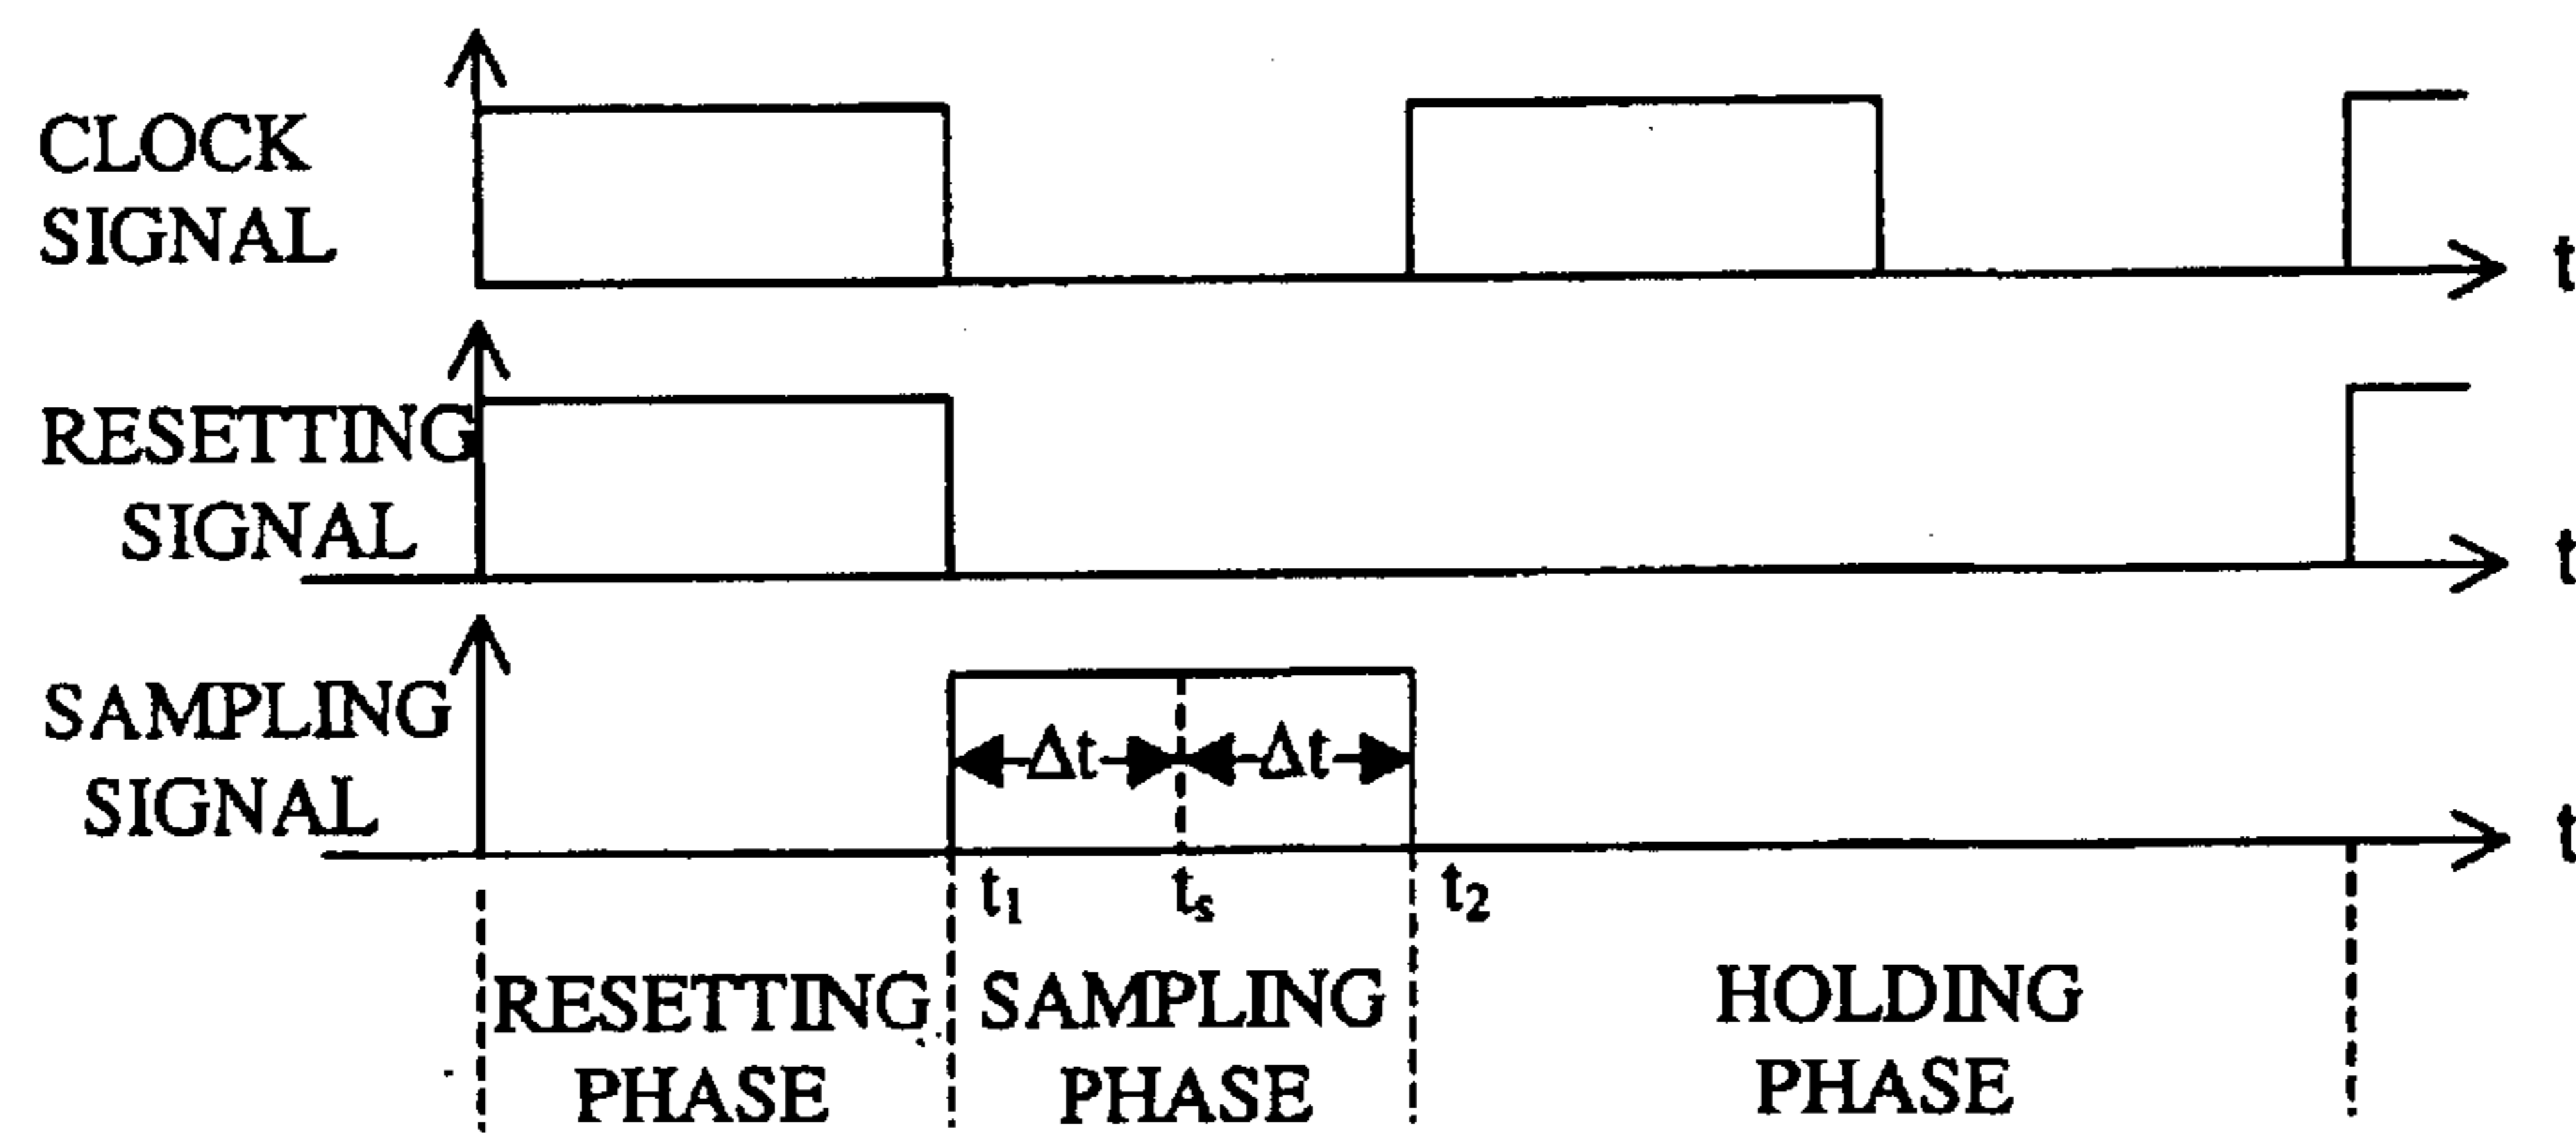 CLOCK
SIGNAL
t
RESETTING
SIGNAL
t
SAMPLING
SIGNAL
Δt Δt
t
t₁ tₛ t₂
RESETTING
PHASE
SAMPLING
PHASE
HOLDING
PHASE